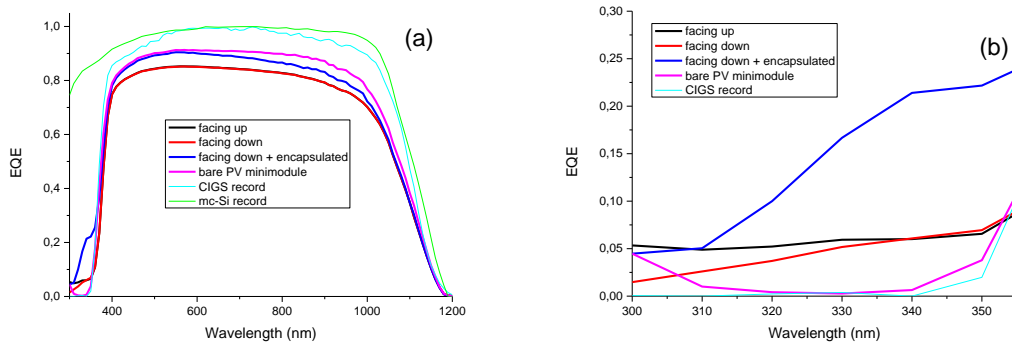 (a)
1,0
0,8
0,6
0,4
0,2
0,0
EQE
facing up
facing down
facing down + encapsulated
bare PV minimodule
CIGS record
mc-Si record
400 600 800 1000 1200
Wavelength (nm)
(b)
0,30
0,25
0,20
0,15
0,10
0,05
0,00
EQE
facing up
facing down
facing down + encapsulated
bare PV minimodule
CIGS record
300 310 320 330 340 350
Wavelength (nm)